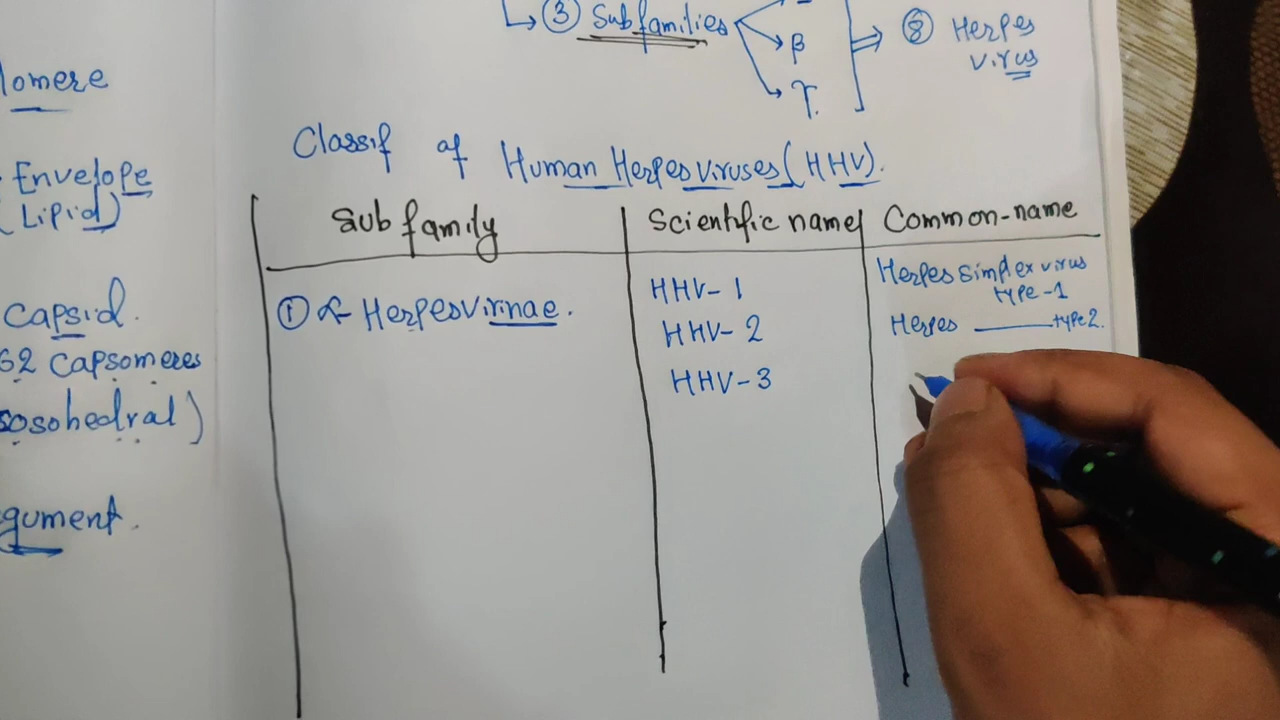 ↳ ③ Subfamilies
β
γ.
⇒ ⑧ Herpes
virus
lomere
Envelope
(Lipid)
Capsid.
62 Capsomeres
sosohedral)
gument.
Classif of Human Herpesviruses (HHV).
Subfamily Scientific name Common-name
① α- Herpesvirinae.
HHV-1 Herpes simplex virus
type-1
HHV-2 Herpes ——— type 2.
HHV-3